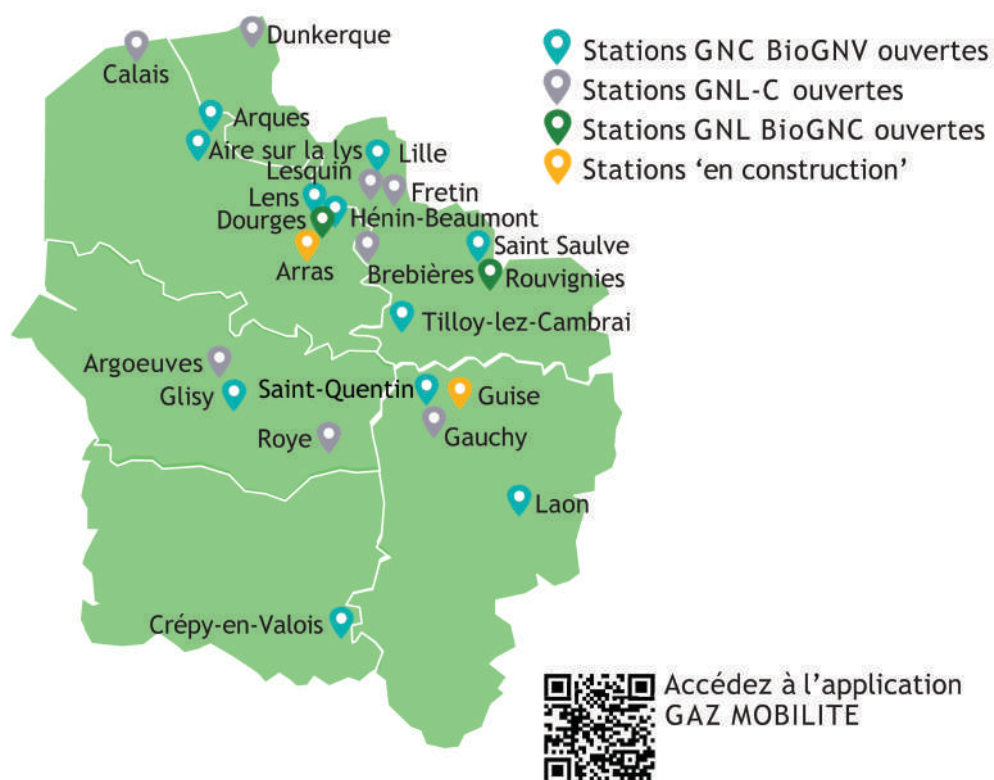 Dunkerque
Calais
Arques
Aire sur la lys
Lille
Lesquin
Fretin
Lens
Dourges
Hénin-Beaumont
Arras
Brebières
Saint Saulve
Rouvignies
Tilloy-lez-Cambrai
Argoeuves
Glisy
Saint-Quentin
Guise
Gauchy
Roye
Laon
Crépy-en-Valois
Stations GNC BioGNV ouvertes
Stations GNL-C ouvertes
Stations GNL BioGNC ouvertes
Stations ‘en construction’
Accédez à l’application
GAZ MOBILITE